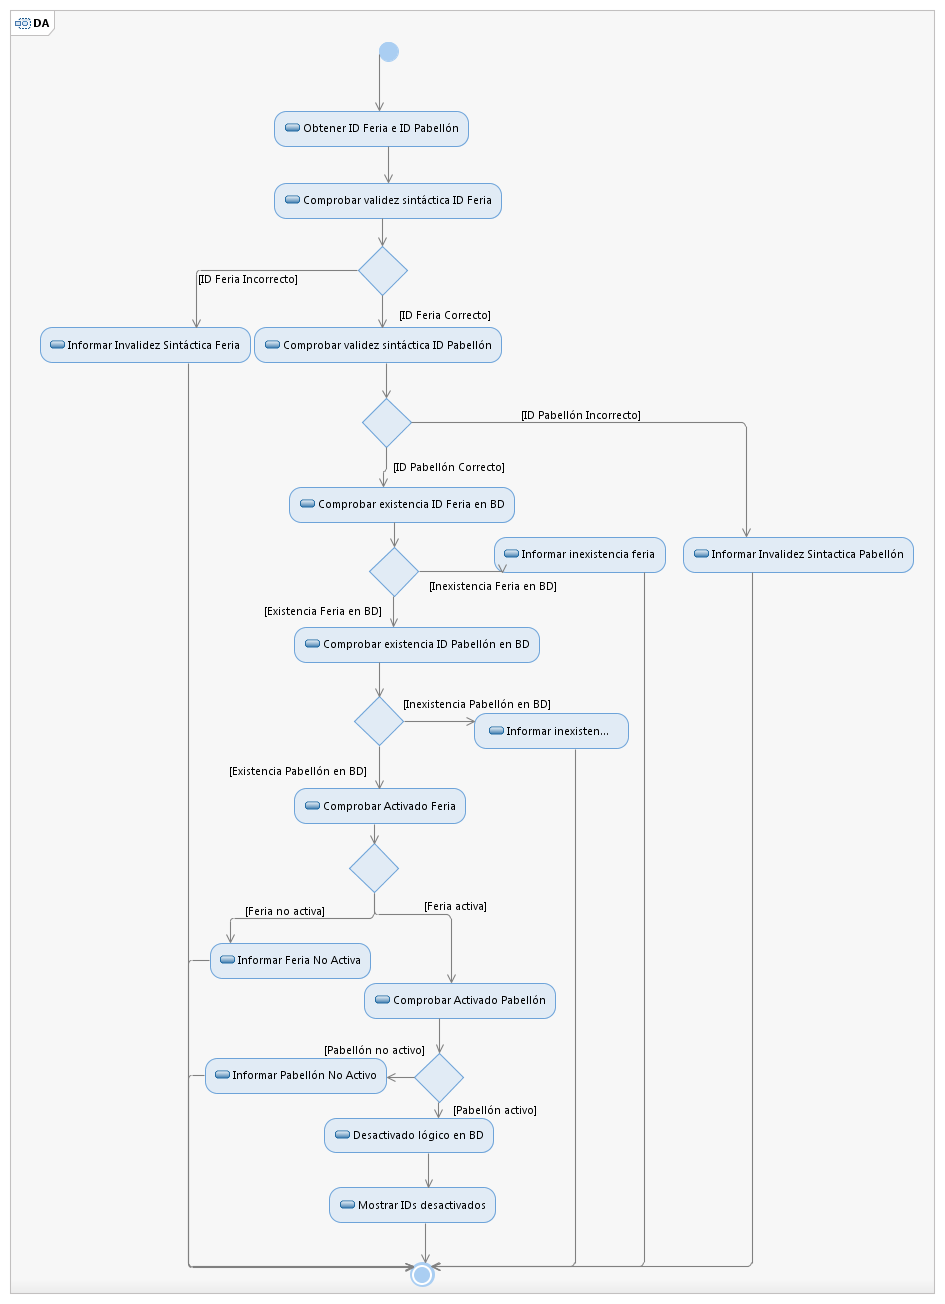 DA
Obtener ID Feria e ID Pabellón
Comprobar validez sintáctica ID Feria
[ID Feria Incorrecto]
[ID Feria Correcto]
Informar Invalidez Sintáctica Feria
Comprobar validez sintáctica ID Pabellón
[ID Pabellón Incorrecto]
[ID Pabellón Correcto]
Comprobar existencia ID Feria en BD
Informar inexistencia feria
Informar Invalidez Sintactica Pabellón
[Inexistencia Feria en BD]
[Existencia Feria en BD]
Comprobar existencia ID Pabellón en BD
[Inexistencia Pabellón en BD]
Informar inexisten...
[Existencia Pabellón en BD]
Comprobar Activado Feria
[Feria no activa]
[Feria activa]
Informar Feria No Activa
Comprobar Activado Pabellón
[Pabellón no activo]
Informar Pabellón No Activo
[Pabellón activo]
Desactivado lógico en BD
Mostrar IDs desactivados